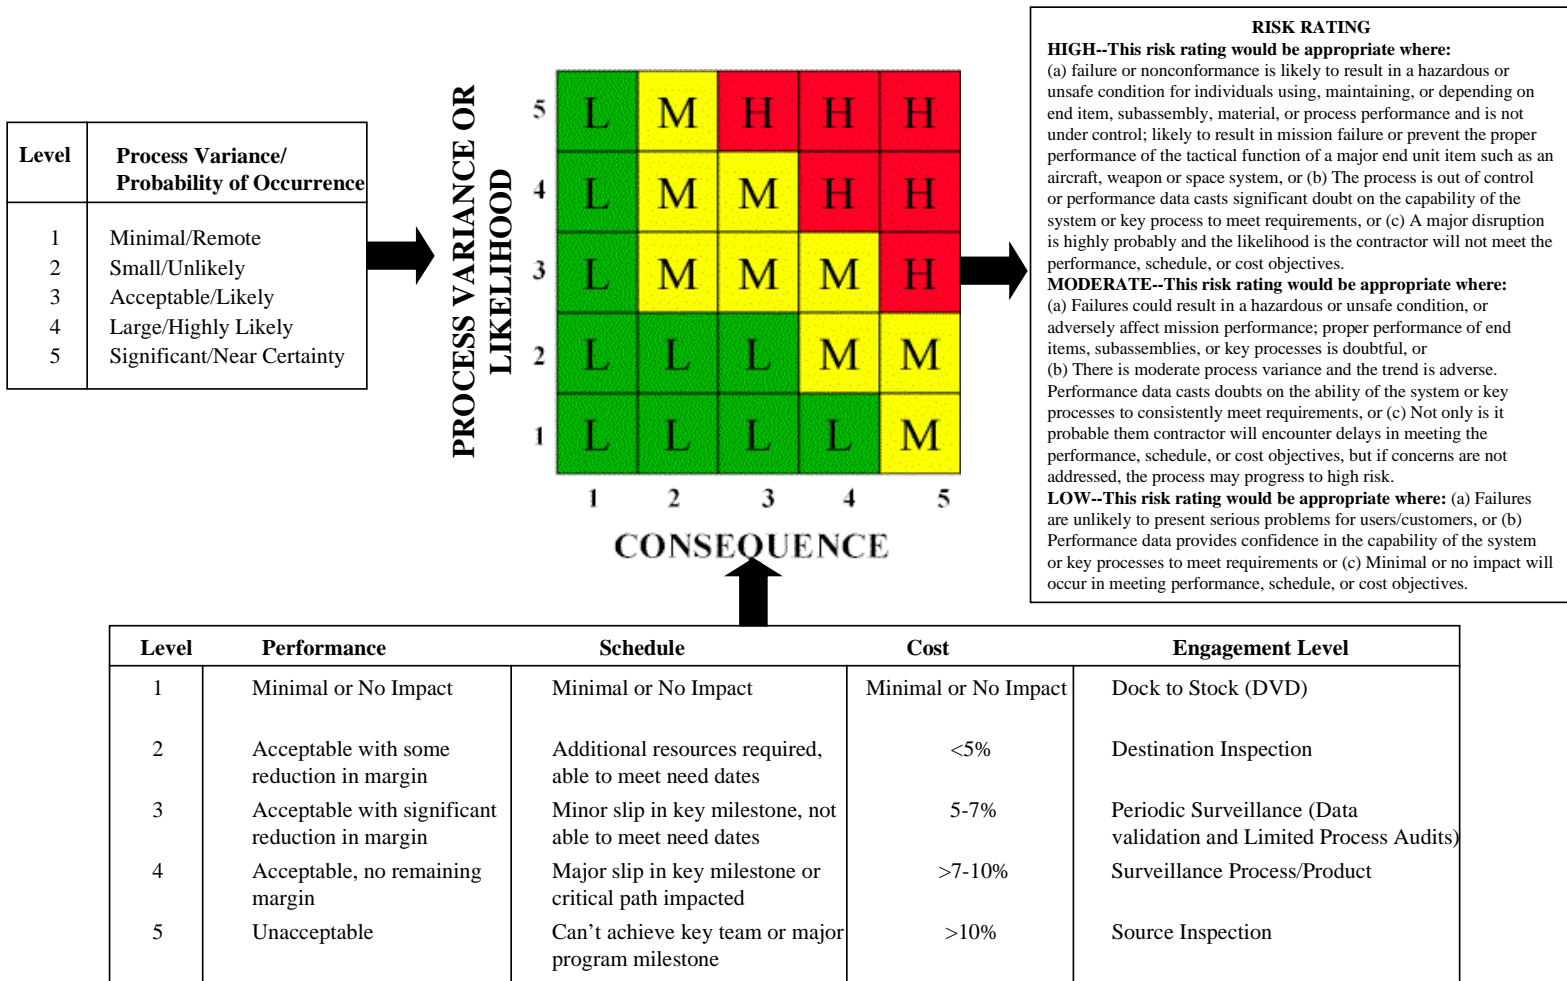 Level
Process Variance/
Probability of Occurrence
1 Minimal/Remote
2 Small/Unlikely
3 Acceptable/Likely
4 Large/Highly Likely
5 Significant/Near Certainty
PROCESS VARIANCE OR
LIKELIHOOD
5 L M H H H
4 L M M H H
3 L M M M H
2 L L L M M
1 L L L L M
1 2 3 4 5
CONSEQUENCE
RISK RATING
HIGH--This risk rating would be appropriate where:
(a) failure or nonconformance is likely to result in a hazardous or
unsafe condition for individuals using, maintaining, or depending on
end item, subassembly, material, or process performance and is not
under control; likely to result in mission failure or prevent the proper
performance of the tactical function of a major end unit item such as an
aircraft, weapon or space system, or (b) The process is out of control
or performance data casts significant doubt on the capability of the
system or key process to meet requirements, or (c) A major disruption
is highly probably and the likelihood is the contractor will not meet the
performance, schedule, or cost objectives.
MODERATE--This risk rating would be appropriate where:
(a) Failures could result in a hazardous or unsafe condition, or
adversely affect mission performance; proper performance of end
items, subassemblies, or key processes is doubtful, or
(b) There is moderate process variance and the trend is adverse.
Performance data casts doubts on the ability of the system or key
processes to consistently meet requirements, or (c) Not only is it
probable them contractor will encounter delays in meeting the
performance, schedule, or cost objectives, but if concerns are not
addressed, the process may progress to high risk.
LOW--This risk rating would be appropriate where: (a) Failures
are unlikely to present serious problems for users/customers, or (b)
Performance data provides confidence in the capability of the system
or key processes to meet requirements or (c) Minimal or no impact will
occur in meeting performance, schedule, or cost objectives.
Level Performance Schedule Cost Engagement Level
1 Minimal or No Impact Minimal or No Impact Minimal or No Impact Dock to Stock (DVD)
2 Acceptable with some Additional resources required, <5% Destination Inspection
reduction in margin able to meet need dates
3 Acceptable with significant Minor slip in key milestone, not 5-7% Periodic Surveillance (Data
reduction in margin able to meet need dates validation and Limited Process Audits)
4 Acceptable, no remaining Major slip in key milestone or >7-10% Surveillance Process/Product
margin critical path impacted
5 Unacceptable Can't achieve key team or major >10% Source Inspection
program milestone